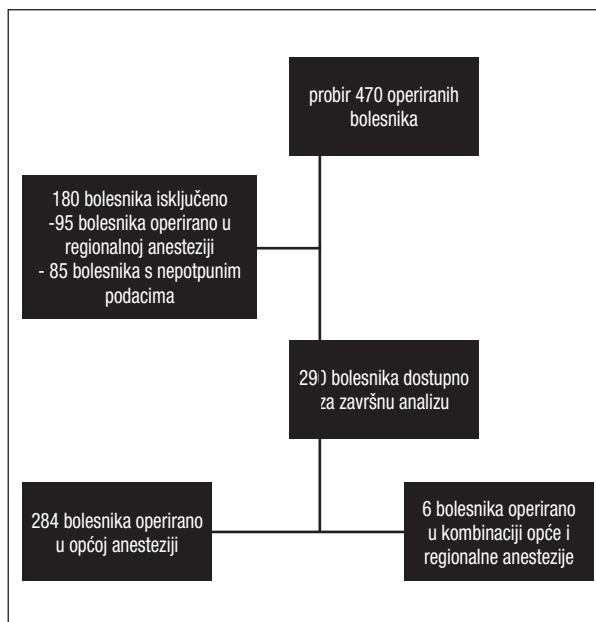 probir 470 operiranih
bolesnika
180 bolesnika isključeno
-95 bolesnika operirano u
regionalnoj anesteziji
- 85 bolesnika s nepotpunim
podacima
290 bolesnika dostupno
za završnu analizu
284 bolesnika operirano
u općoj anesteziji
6 bolesnika operirano
u kombinaciji opće i
regionalne anestezije